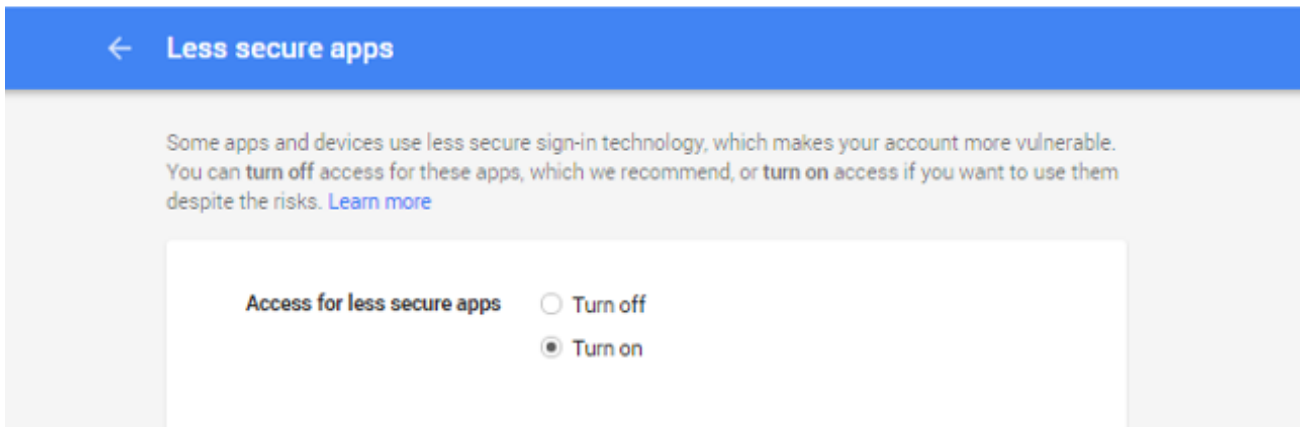 Less secure apps
Some apps and devices use less secure sign-in technology, which makes your account more vulnerable.
You can turn off access for these apps, which we recommend, or turn on access if you want to use them
despite the risks. Learn more
Access for less secure apps
Turn off
Turn on